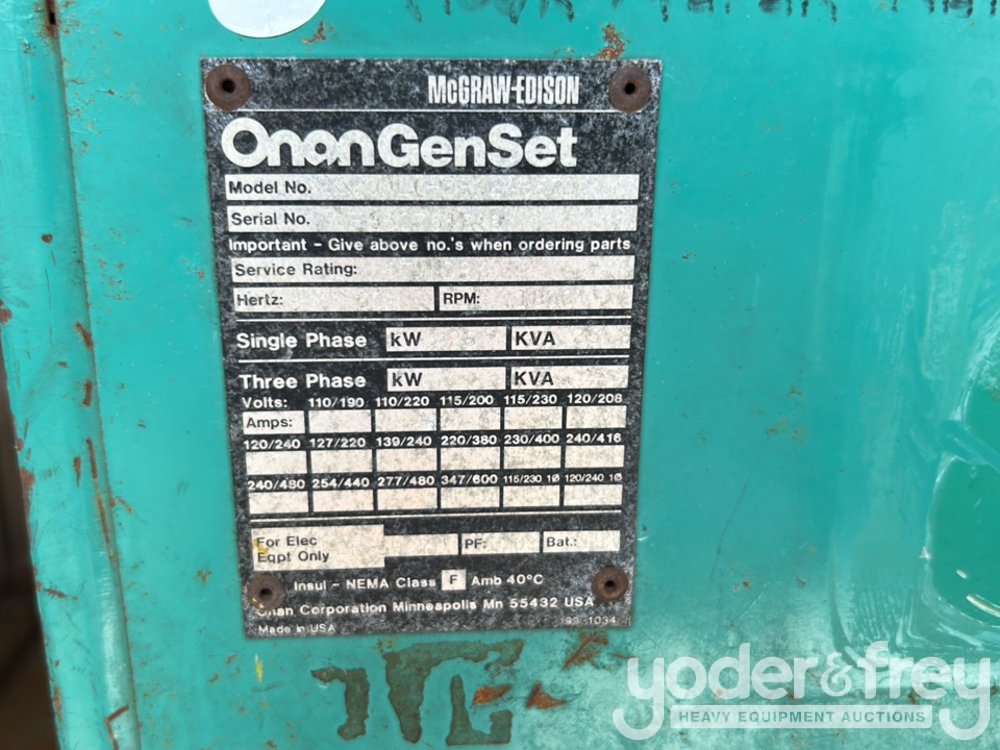 McGRAW-EDISON
Onan GenSet
Model No.
Serial No.
Important - Give above no.'s when ordering parts
Service Rating:
Hertz: RPM:
Single Phase kW KVA
Three Phase kW KVA
Volts: 110/190 110/220 115/200 115/230 120/208
Amps:
120/240 127/220 139/240 220/380 230/400 240/416
240/480 254/440 277/480 347/600 115/230 1Ø 120/240 1Ø
For Elec
Eqpt Only PF: Bat.:
Insul - NEMA Class F Amb 40°C
Onan Corporation Minneapolis Mn 55432 USA
Made in USA 1034
yoder&frey
HEAVY EQUIPMENT AUCTIONS